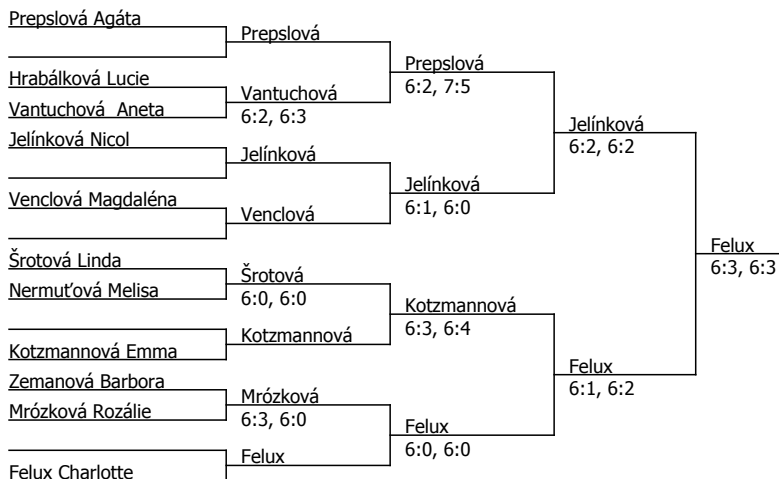 Prepslová Agáta
Prepslová
Prepslová
6:2, 7:5
Hrabálková Lucie
Vantuchová Aneta
Vantuchová
6:2, 6:3
Jelínková
6:2, 6:2
Jelínková Nicol
Jelínková
Jelínková
6:1, 6:0
Venclová Magdaléna
Venclová
Felux
6:3, 6:3
Šrotová Linda
Nermuťová Melisa
Šrotová
6:0, 6:0
Kotzmannová
6:3, 6:4
Kotzmannová
Kotzmannová Emma
Felux
6:1, 6:2
Zemanová Barbora
Mrózková Rozálie
Mrózková
6:3, 6:0
Felux
6:0, 6:0
Felux
Felux Charlotte